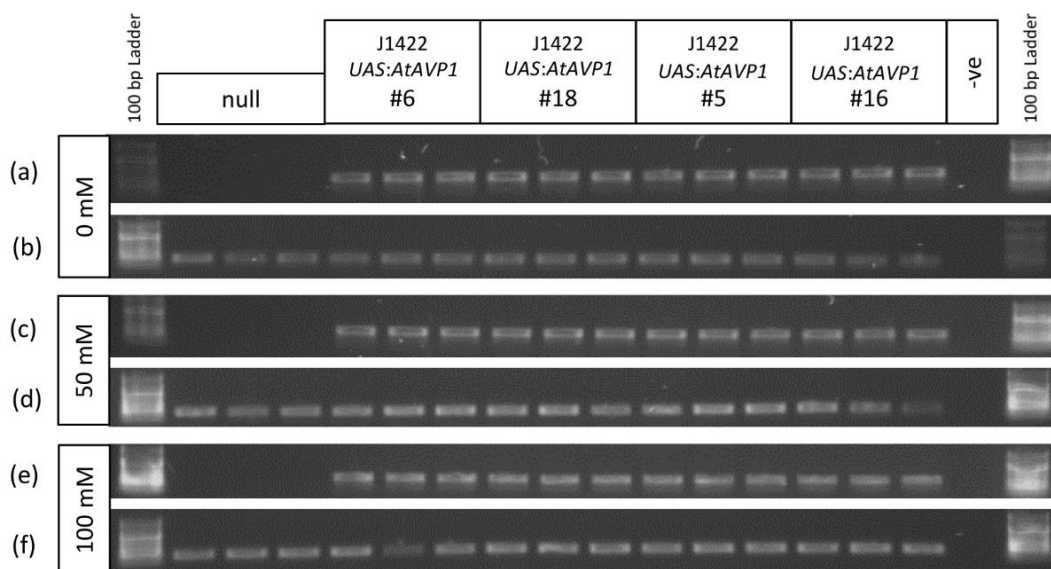 100 bp Ladder
null
J1422
UAS:AtAVP1
#6
J1422
UAS:AtAVP1
#18
J1422
UAS:AtAVP1
#5
J1422
UAS:AtAVP1
#16
-ve
100 bp Ladder
0 mM
(a)
(b)
50 mM
(c)
(d)
100 mM
(e)
(f)